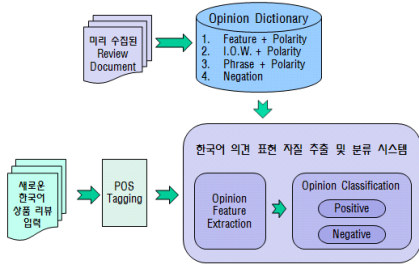 미리 수집된
Review
Document
Opinion Dictionary
1. Feature + Polarity
2. I.O.W. + Polarity
3. Phrase + Polarity
4. Negation
한국어 의견 표현 자질 추출 및 분류 시스템
새로운
한국어
상품 리뷰
입력
POS
Tagging
Opinion
Feature
Extraction
Opinion Classification
Positive
Negative